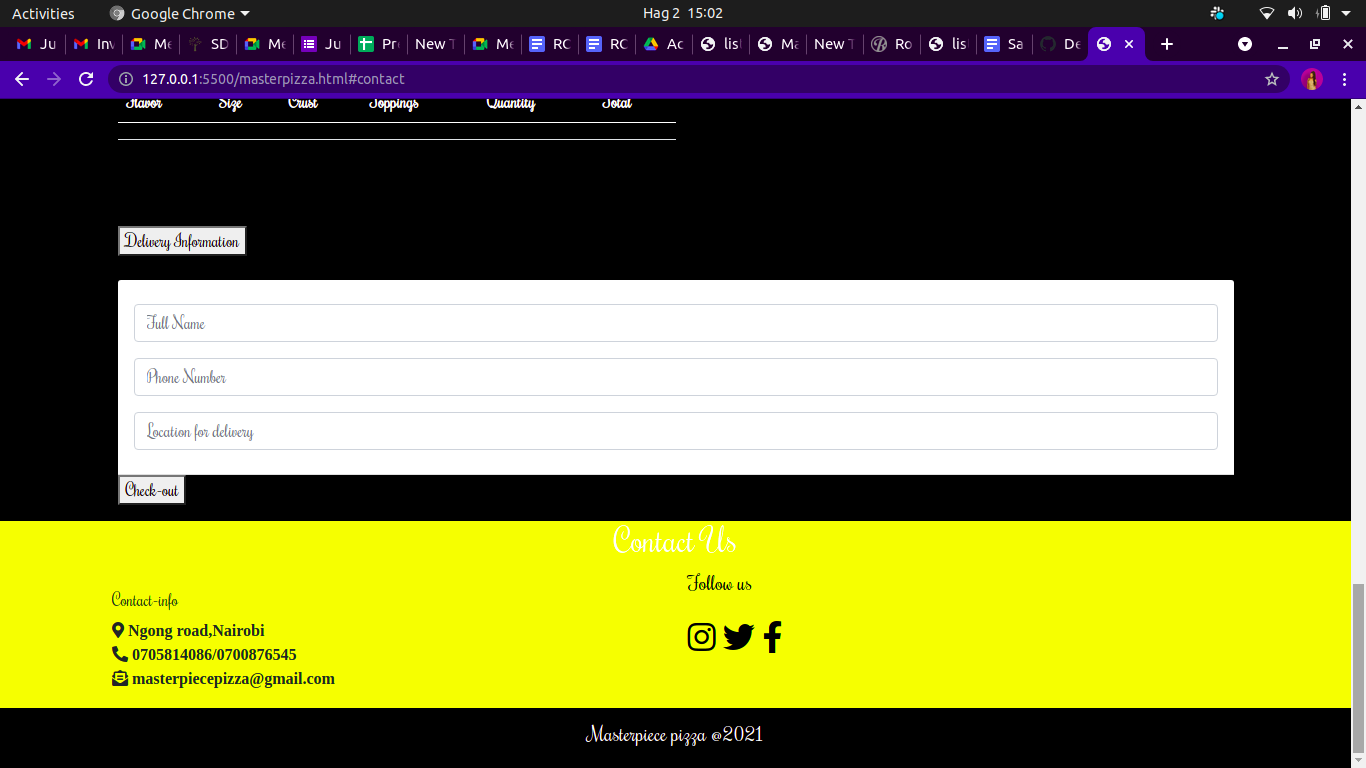 Activities Google Chrome Hag 2 15:02
Ju Inv Me SD Me Ju Pr New T Me RO RO Ac lis Ma New T Ro lis Sa De
127.0.0.1:5500/masterpizza.html#contact
Flavor Size Crust Toppings Quantity Total
Delivery Information
Full Name
Phone Number
Location for delivery
Check-out
Contact Us
Follow us
Contact-info
Ngong road,Nairobi
0705814086/0700876545
masterpiecepizza@gmail.com
Masterpiece pizza @2021